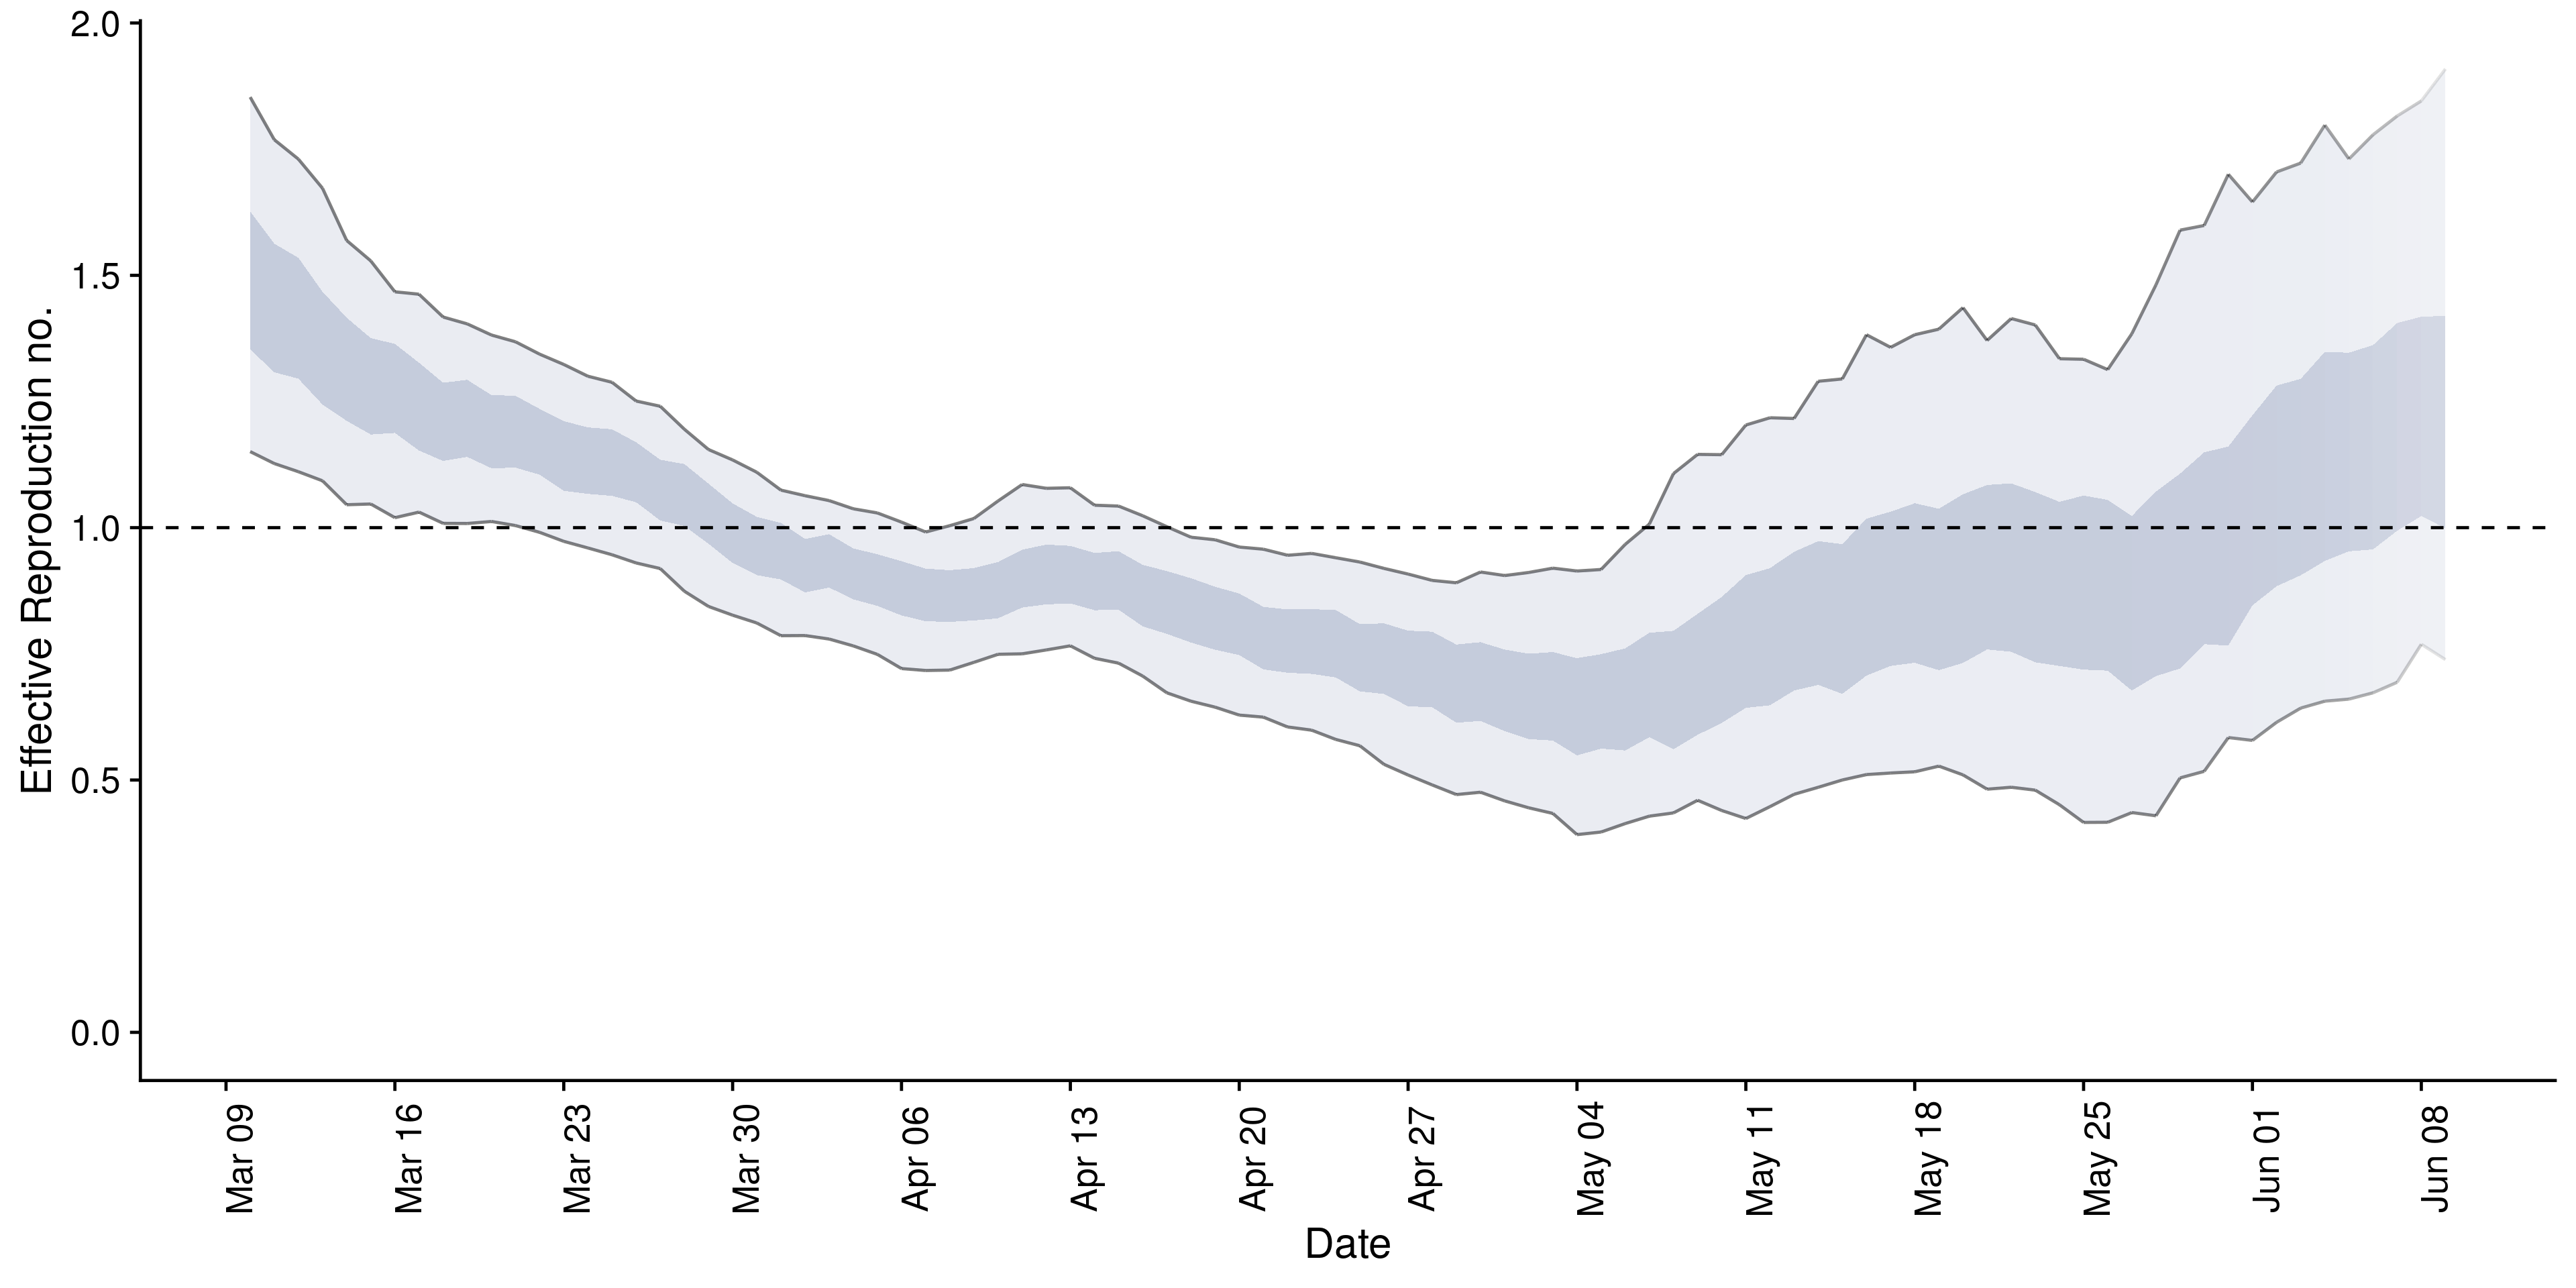 Effective Reproduction no.
2.0
1.5
1.0
0.5
0.0
Mar 09
Mar 16
Mar 23
Mar 30
Apr 06
Apr 13
Apr 20
Apr 27
May 04
May 11
May 18
May 25
Jun 01
Jun 08
Date